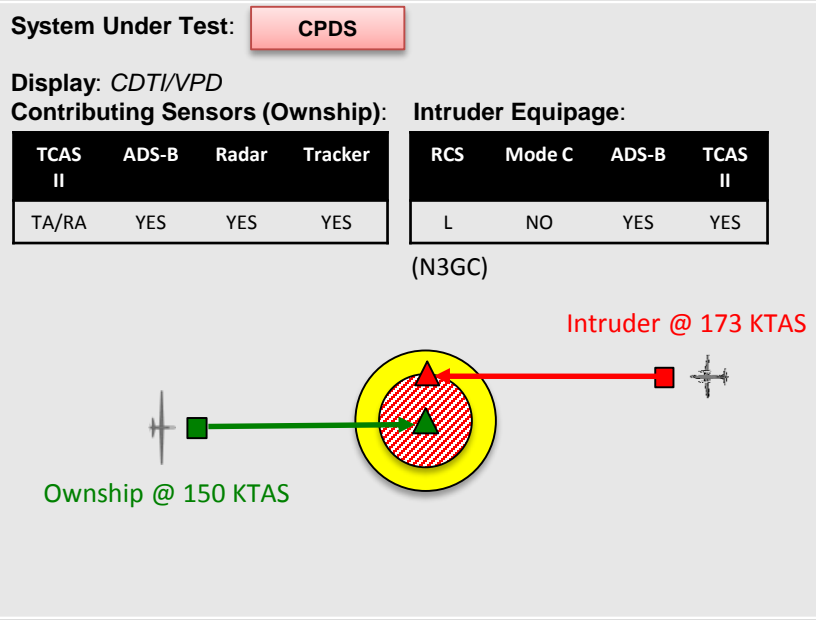 System Under Test: CPDS
Display: CDTI/VPD
Contributing Sensors (Ownship): Intruder Equipage:
TCAS II ADS-B Radar Tracker RCS Mode C ADS-B TCAS II
TA/RA YES YES YES L NO YES YES
(N3GC)
Intruder @ 173 KTAS
Ownship @ 150 KTAS